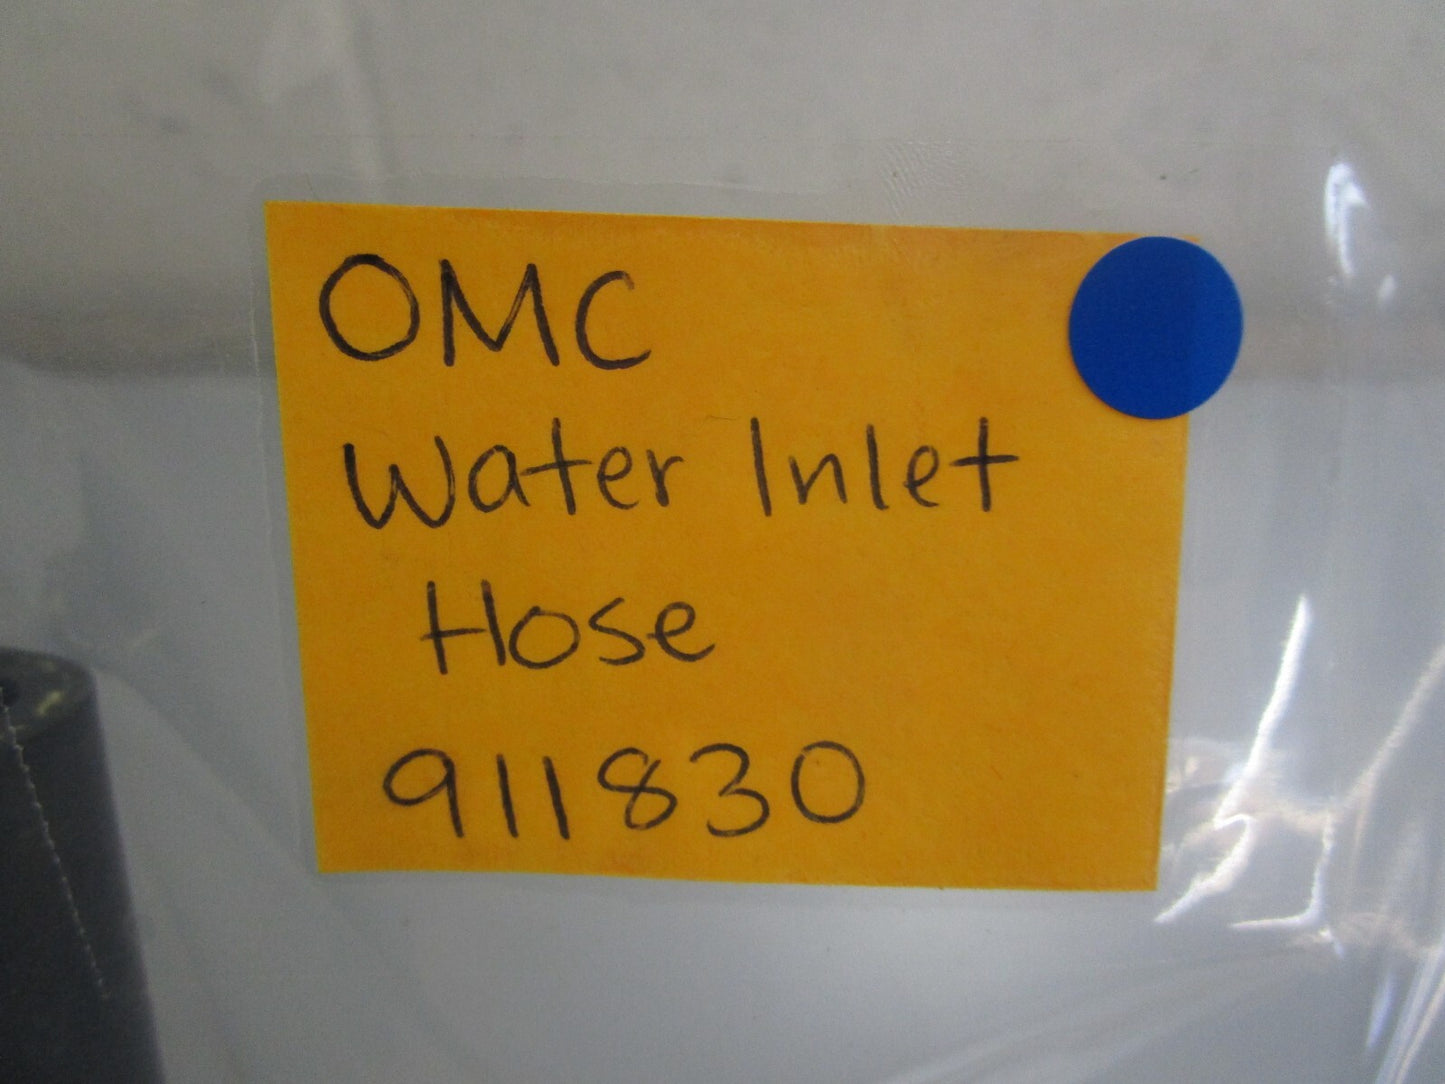 OMC
Water Inlet
Hose
911830